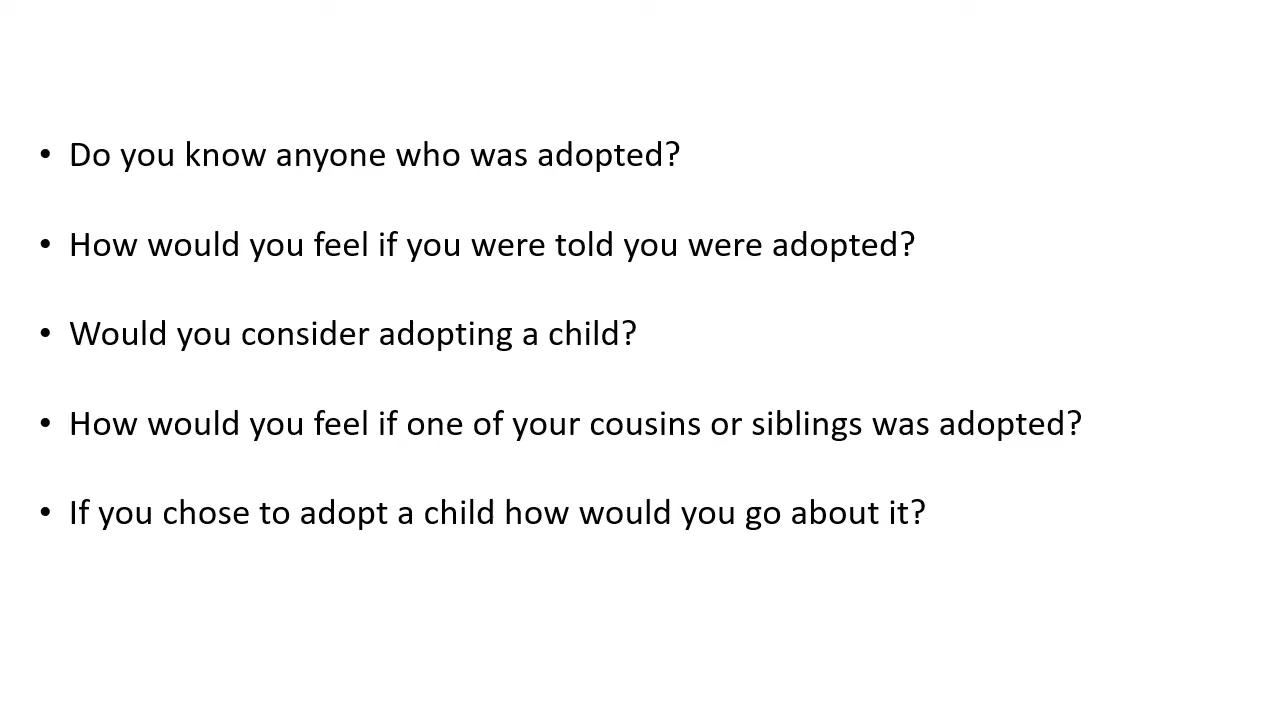 • Do you know anyone who was adopted?
• How would you feel if you were told you were adopted?
• Would you consider adopting a child?
• How would you feel if one of your cousins or siblings was adopted?
• If you chose to adopt a child how would you go about it?